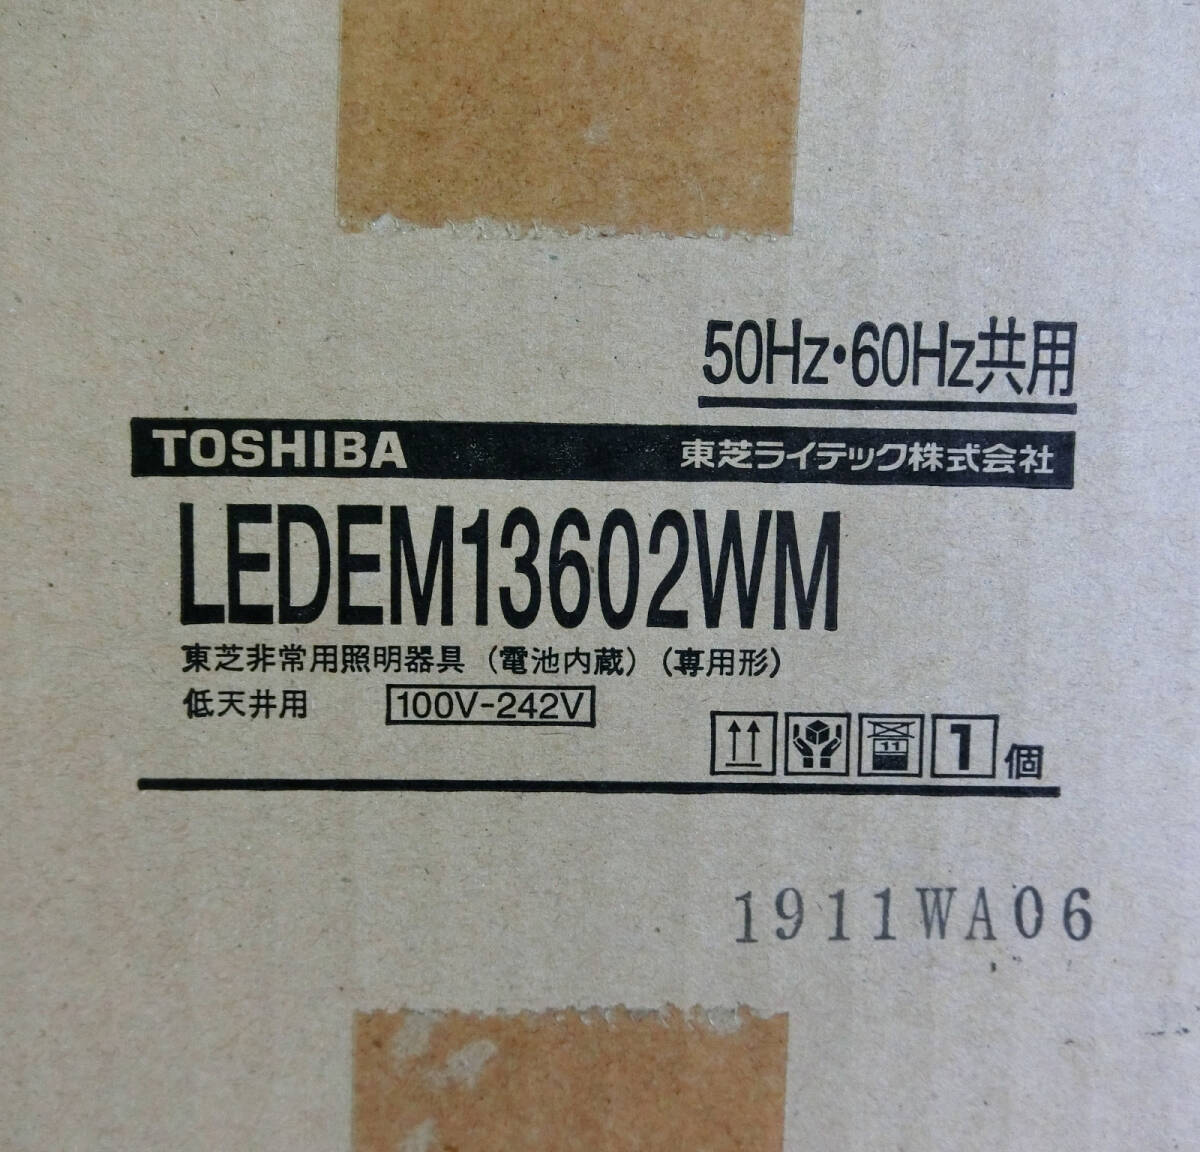 50Hz・60Hz共用
TOSHIBA 東芝ライテック株式会社
LEDEM13602WM
東芝非常用照明器具（電池内蔵）（専用形）
低天井用 100V-242V
11 1個
1911WA06